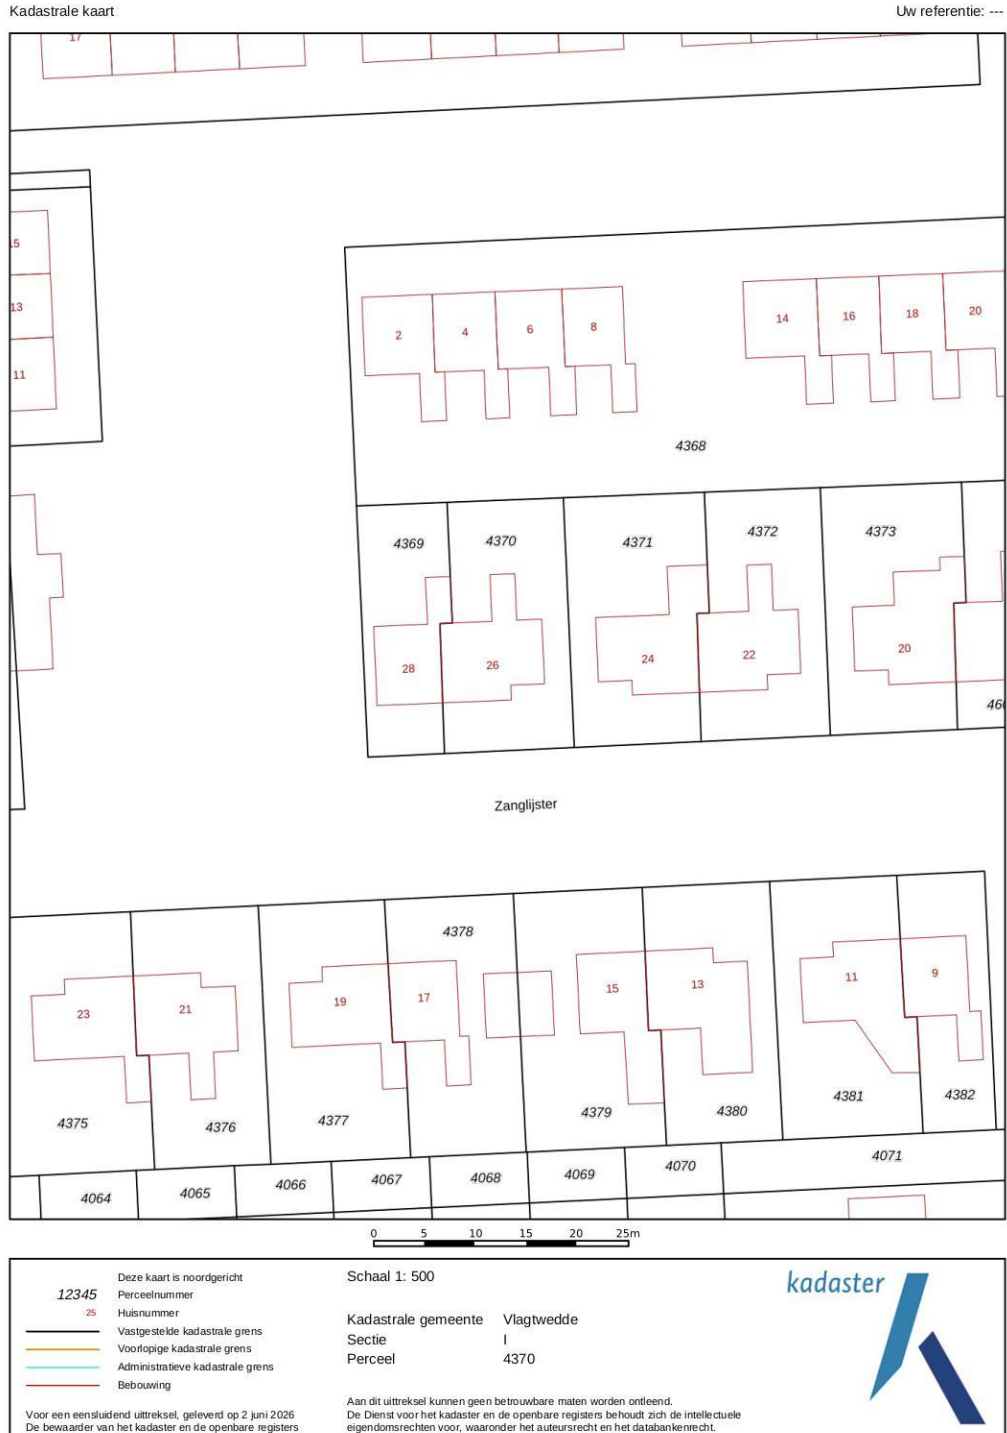 Kadastrale kaart
Uw referentie: ---
17
15
13
11
2
4
6
8
14
16
18
20
4368
4369
4370
4371
4372
4373
28
26
24
22
20
Zanglijster
4378
23
21
19
17
15
13
11
9
4375
4376
4377
4379
4380
4381
4382
4064
4065
4066
4067
4068
4069
4070
4071
0 5 10 15 20 25m
Deze kaart is noordgericht
12345 Perceelnummer
25 Huisnummer
Vastgestelde kadastrale grens
Voorlopige kadastrale grens
Administratieve kadastrale grens
Bebouwing
Voor een eensluidend uittreksel, geleverd op 2 juni 2026
De bewaarder van het kadaster en de openbare registers
Schaal 1: 500
Kadastrale gemeente Vlagtwedde
Sectie I
Perceel 4370
Aan dit uittreksel kunnen geen betrouwbare maten worden ontleend.
De Dienst voor het kadaster en de openbare registers behoudt zich de intellectuele
eigendomsrechten voor, waaronder het auteursrecht en het databankenrecht.
kadaster